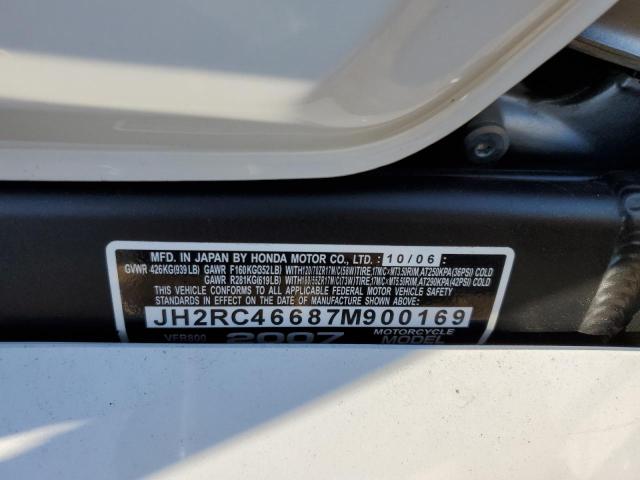 MFD. IN JAPAN BY HONDA MOTOR CO., LTD. 10/06
GVWR 426KG(939LB) GAWR F160KG(352LB)WITH120/70ZR17M/C(58W)TIRE,17M/C×MT3.50RIM,AT250KPA(36PSI) COLD
GAWR R281KG(619LB)WITH180/55ZR17M/C(73W)TIRE,17M/C×MT5.50RIM,AT290KPA(42PSI) COLD
THIS VEHICLE CONFORMS TO ALL APPLICABLE FEDERAL MOTOR VEHICLE SAFETY
STANDARDS IN EFFECT ON THE DATE OF MANUFACTURE SHOWN ABOVE.
JH2RC46687M900169
VFR800 2007 MOTORCYCLE
MODEL